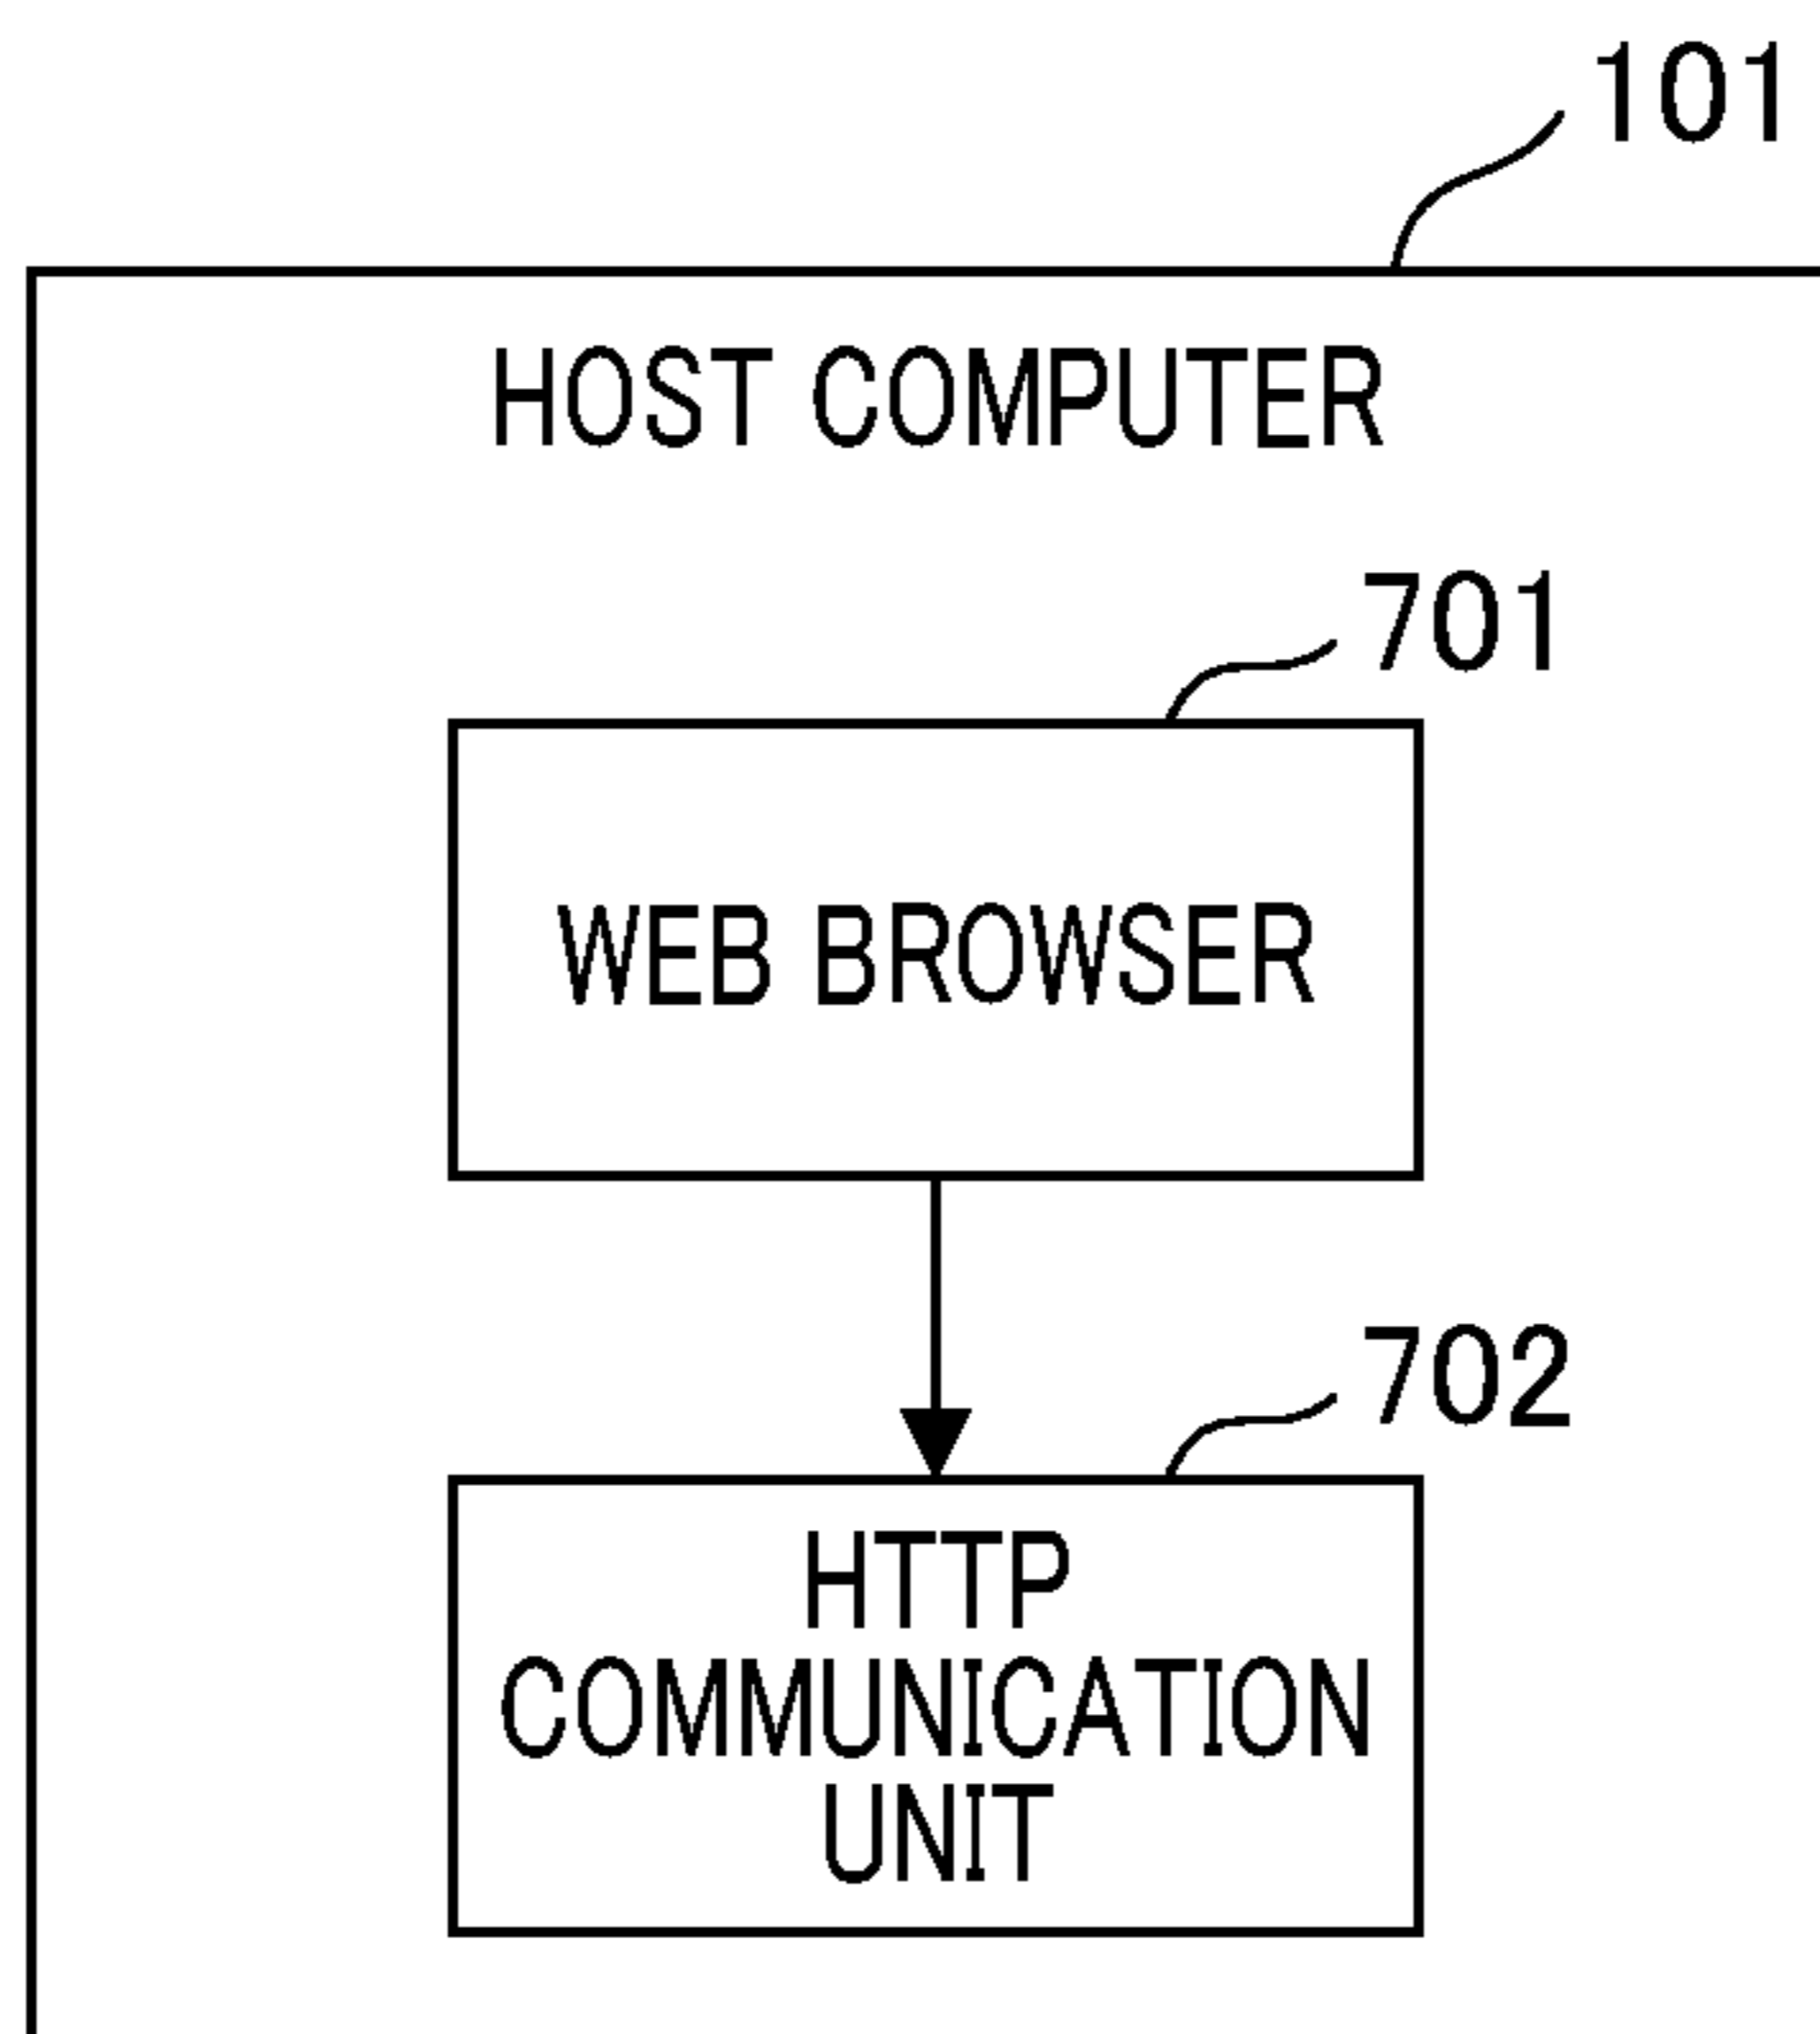 101
HOST COMPUTER
701
WEB BROWSER
702
HTTP
COMMUNICATION
UNIT